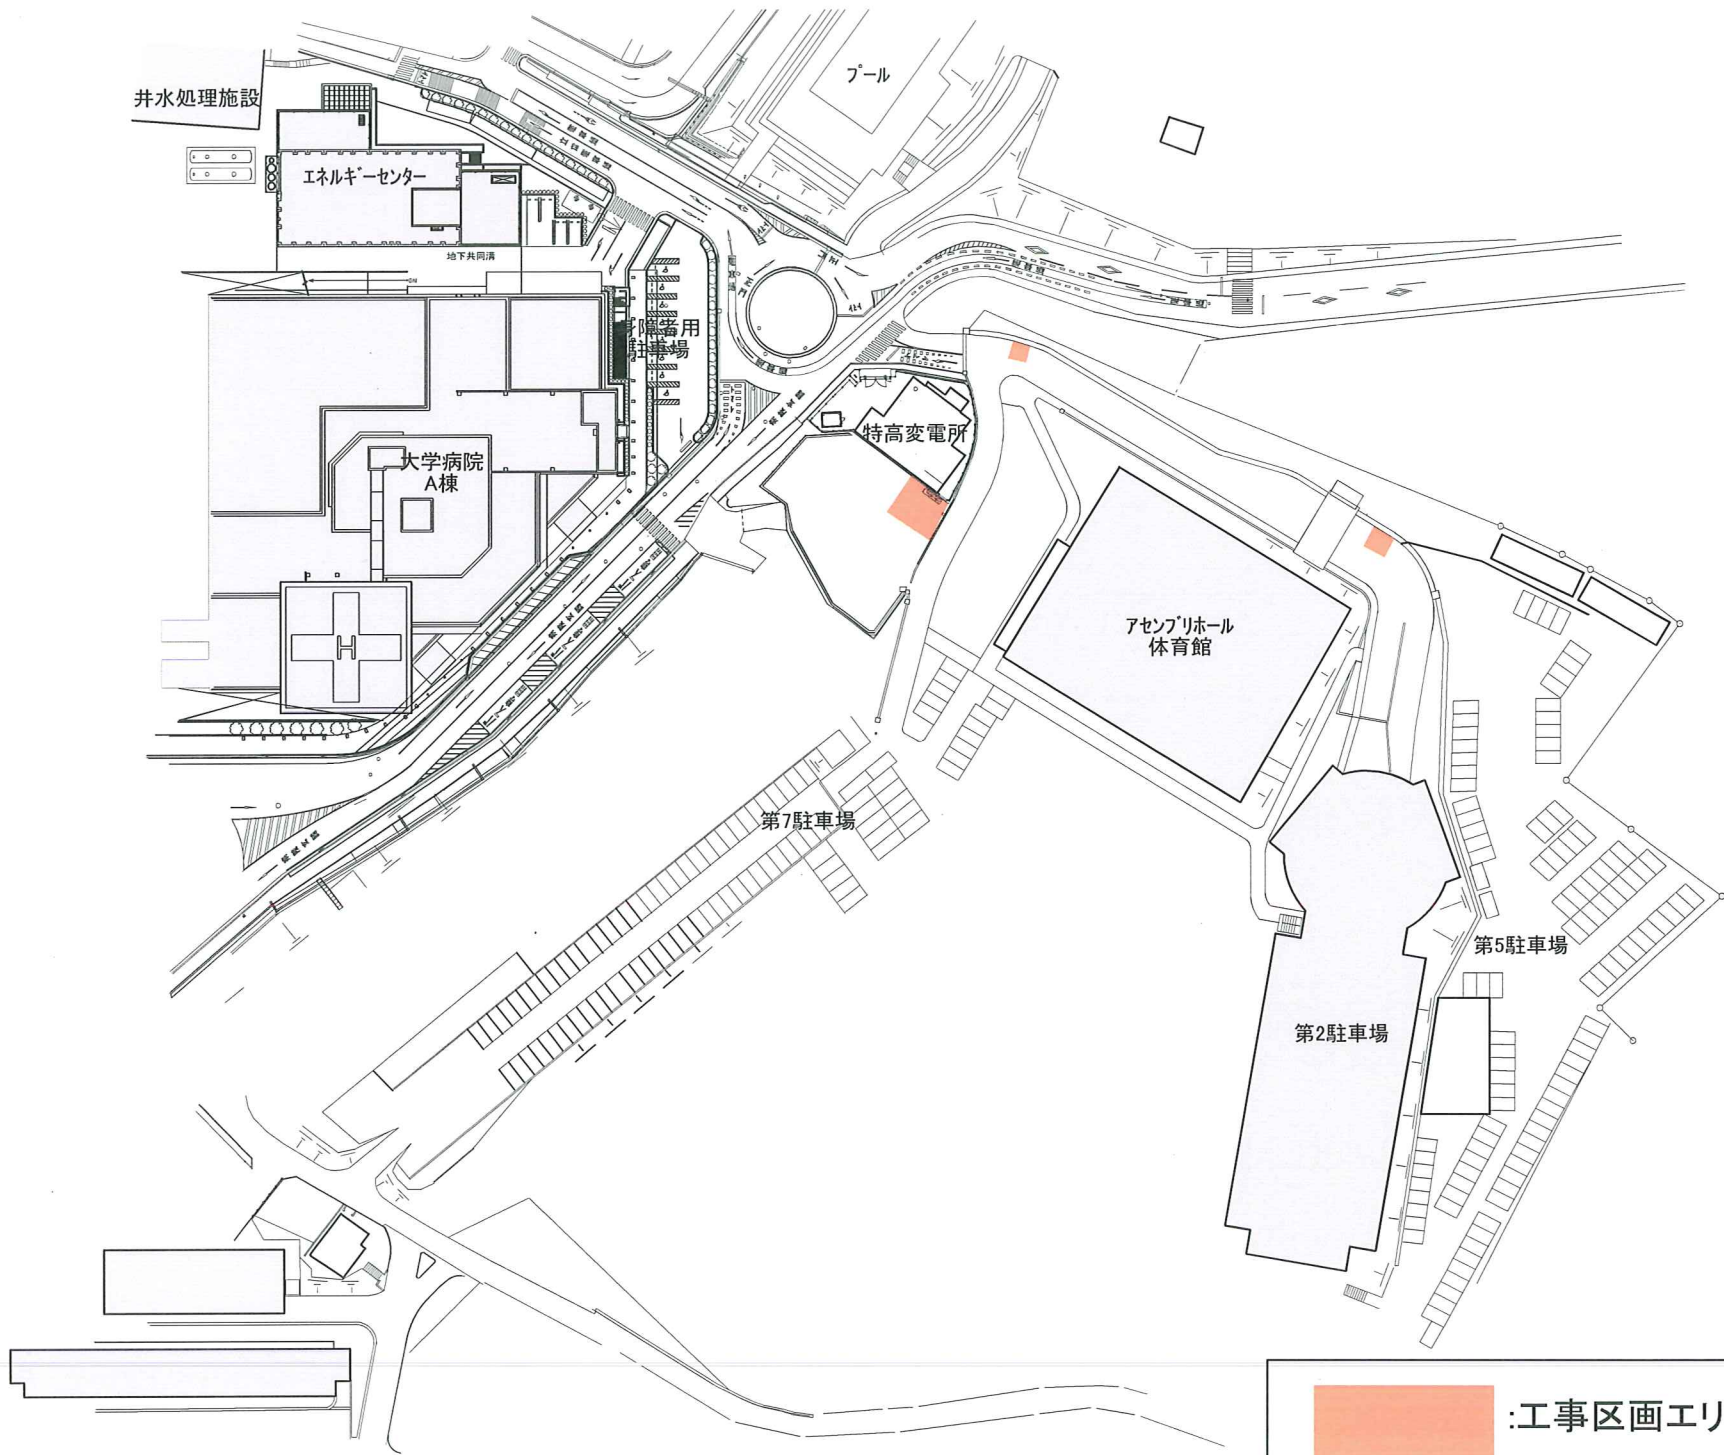 プール
井水処理施設
エネルギーセンター
地下共同溝
身障者用
駐車場
特高変電所
大学病院
A棟
H
アセンブリホール
体育館
第7駐車場
第5駐車場
第2駐車場
:工事区画エリ